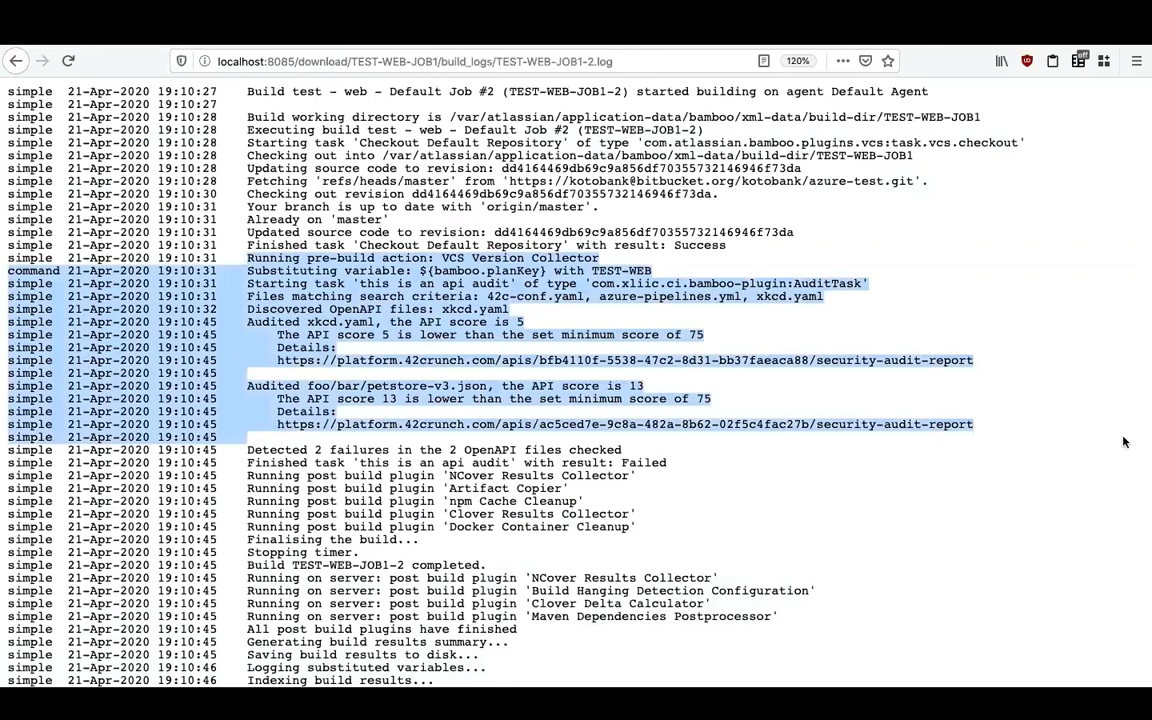 localhost:8085/download/TEST-WEB-JOB1/build_logs/TEST-WEB-JOB1-2.log 120% off
simple 21-Apr-2020 19:10:27 Build test - web - Default Job #2 (TEST-WEB-JOB1-2) started building on agent Default Agent
simple 21-Apr-2020 19:10:27
simple 21-Apr-2020 19:10:28 Build working directory is /var/atlassian/application-data/bamboo/xml-data/build-dir/TEST-WEB-JOB1
simple 21-Apr-2020 19:10:28 Executing build test - web - Default Job #2 (TEST-WEB-JOB1-2)
simple 21-Apr-2020 19:10:28 Starting task 'Checkout Default Repository' of type 'com.atlassian.bamboo.plugins.vcs:task.vcs.checkout'
simple 21-Apr-2020 19:10:28 Checking out into /var/atlassian/application-data/bamboo/xml-data/build-dir/TEST-WEB-JOB1
simple 21-Apr-2020 19:10:28 Updating source code to revision: dd4164469db69c9a856df70355732146946f73da
simple 21-Apr-2020 19:10:28 Fetching 'refs/heads/master' from 'https://kotobank@bitbucket.org/kotobank/azure-test.git'.
simple 21-Apr-2020 19:10:30 Checking out revision dd4164469db69c9a856df70355732146946f73da.
simple 21-Apr-2020 19:10:31 Your branch is up to date with 'origin/master'.
simple 21-Apr-2020 19:10:31 Already on 'master'
simple 21-Apr-2020 19:10:31 Updated source code to revision: dd4164469db69c9a856df70355732146946f73da
simple 21-Apr-2020 19:10:31 Finished task 'Checkout Default Repository' with result: Success
simple 21-Apr-2020 19:10:31 Running pre-build action: VCS Version Collector
command 21-Apr-2020 19:10:31 Substituting variable: ${bamboo.planKey} with TEST-WEB
simple 21-Apr-2020 19:10:31 Starting task 'this is an api audit' of type 'com.xliic.ci.bamboo-plugin:AuditTask'
simple 21-Apr-2020 19:10:31 Files matching search criteria: 42c-conf.yaml, azure-pipelines.yml, xkcd.yaml
simple 21-Apr-2020 19:10:32 Discovered OpenAPI files: xkcd.yaml
simple 21-Apr-2020 19:10:45 Audited xkcd.yaml, the API score is 5
simple 21-Apr-2020 19:10:45 The API score 5 is lower than the set minimum score of 75
simple 21-Apr-2020 19:10:45 Details:
simple 21-Apr-2020 19:10:45 https://platform.42crunch.com/apis/bfb4110f-5538-47c2-8d31-bb37faeaca88/security-audit-report
simple 21-Apr-2020 19:10:45
simple 21-Apr-2020 19:10:45 Audited foo/bar/petstore-v3.json, the API score is 13
simple 21-Apr-2020 19:10:45 The API score 13 is lower than the set minimum score of 75
simple 21-Apr-2020 19:10:45 Details:
simple 21-Apr-2020 19:10:45 https://platform.42crunch.com/apis/ac5ced7e-9c8a-482a-8b62-02f5c4fac27b/security-audit-report
simple 21-Apr-2020 19:10:45
simple 21-Apr-2020 19:10:45 Detected 2 failures in the 2 OpenAPI files checked
simple 21-Apr-2020 19:10:45 Finished task 'this is an api audit' with result: Failed
simple 21-Apr-2020 19:10:45 Running post build plugin 'NCover Results Collector'
simple 21-Apr-2020 19:10:45 Running post build plugin 'Artifact Copier'
simple 21-Apr-2020 19:10:45 Running post build plugin 'npm Cache Cleanup'
simple 21-Apr-2020 19:10:45 Running post build plugin 'Clover Results Collector'
simple 21-Apr-2020 19:10:45 Running post build plugin 'Docker Container Cleanup'
simple 21-Apr-2020 19:10:45 Finalising the build...
simple 21-Apr-2020 19:10:45 Stopping timer.
simple 21-Apr-2020 19:10:45 Build TEST-WEB-JOB1-2 completed.
simple 21-Apr-2020 19:10:45 Running on server: post build plugin 'NCover Results Collector'
simple 21-Apr-2020 19:10:45 Running on server: post build plugin 'Build Hanging Detection Configuration'
simple 21-Apr-2020 19:10:45 Running on server: post build plugin 'Clover Delta Calculator'
simple 21-Apr-2020 19:10:45 Running on server: post build plugin 'Maven Dependencies Postprocessor'
simple 21-Apr-2020 19:10:45 All post build plugins have finished
simple 21-Apr-2020 19:10:45 Generating build results summary...
simple 21-Apr-2020 19:10:45 Saving build results to disk...
simple 21-Apr-2020 19:10:46 Logging substituted variables...
simple 21-Apr-2020 19:10:46 Indexing build results...